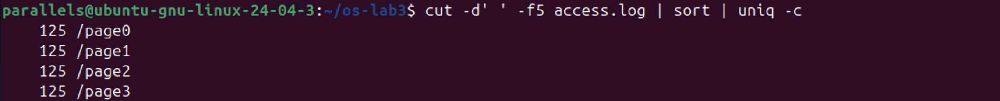 parallels@ubuntu-gnu-linux-24-04-3:~/os-lab3$ cut -d' ' -f5 access.log | sort | uniq -c
    125 /page0
    125 /page1
    125 /page2
    125 /page3